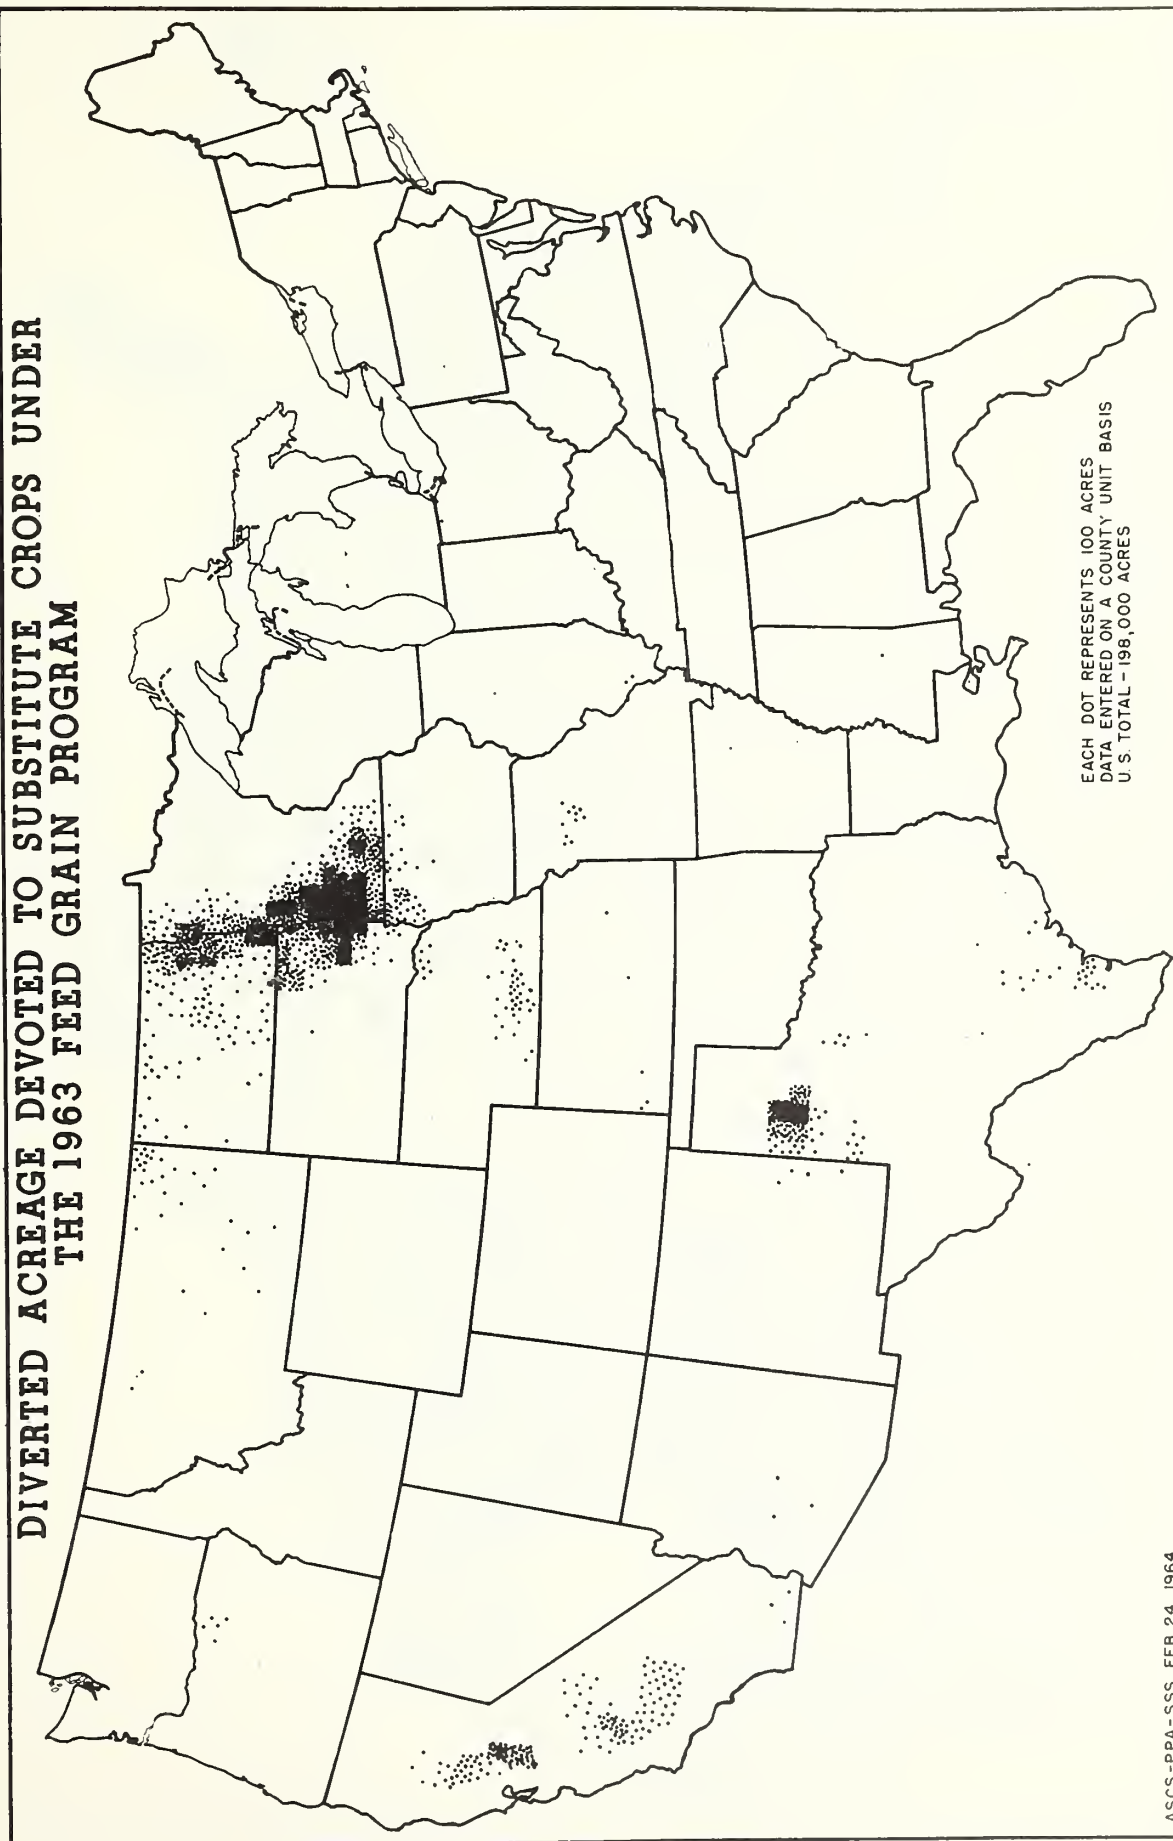 DIVERTED ACREAGE DEVOTED TO SUBSTITUTE CROPS UNDER
THE 1963 FEED GRAIN PROGRAM
EACH DOT REPRESENTS 100 ACRES
DATA ENTERED ON A COUNTY UNIT BASIS
U.S. TOTAL - 198,000 ACRES
ASCS-PPA-SSS FEB 24, 1964